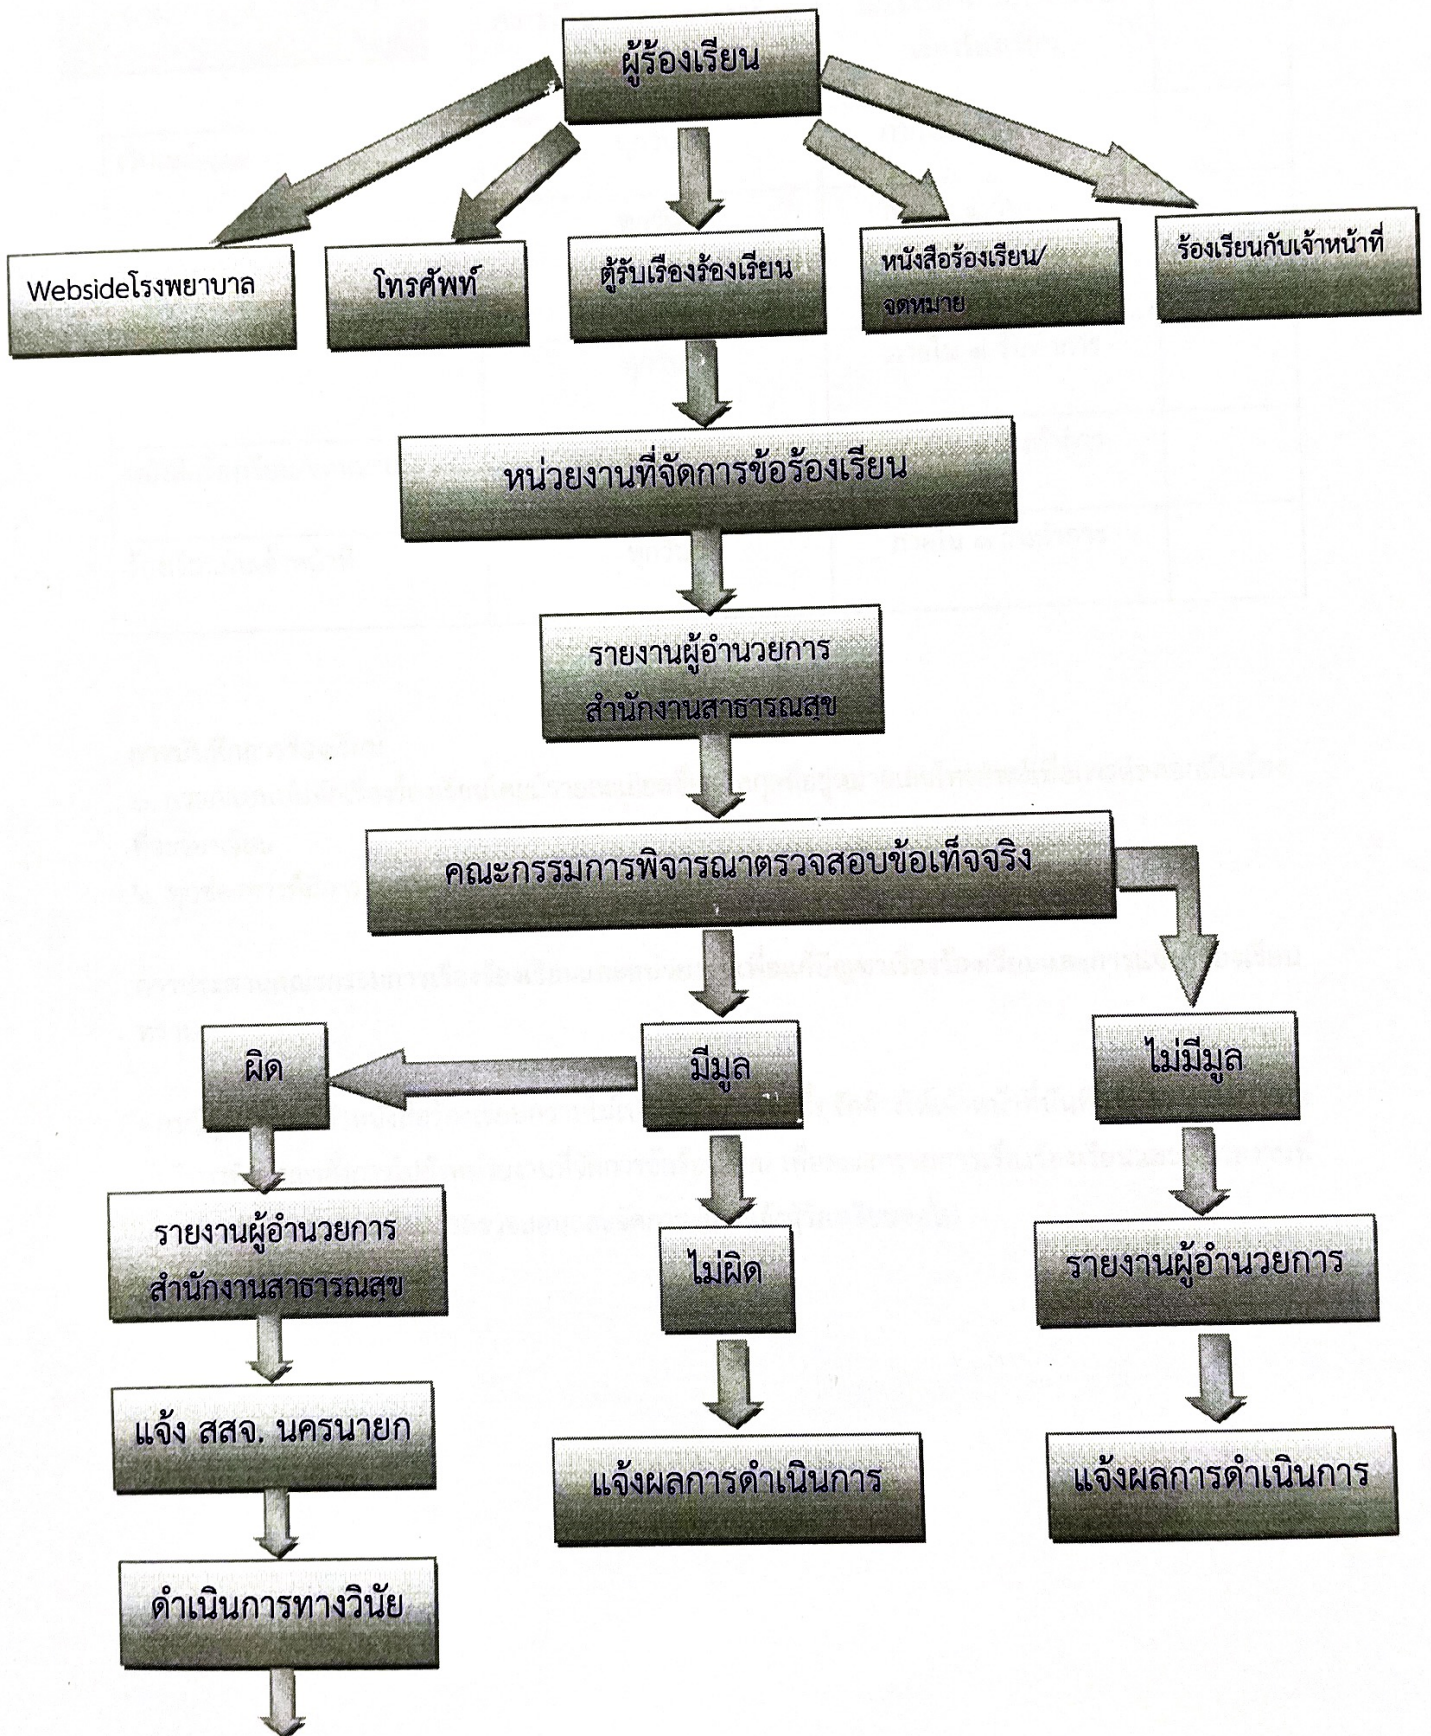 ผู้ร้องเรียน
Websideโรงพยาบาล
โทรศัพท์
ตู้รับเรื่องร้องเรียน
หนังสือร้องเรียน/
จดหมาย
ร้องเรียนกับเจ้าหน้าที่
หน่วยงานที่จัดการข้อร้องเรียน
รายงานผู้อำนวยการ
สำนักงานสาธารณสุข
คณะกรรมการพิจารณาตรวจสอบข้อเท็จจริง
ผิด
มีมูล
ไม่มีมูล
รายงานผู้อำนวยการ
สำนักงานสาธารณสุข
ไม่ผิด
รายงานผู้อำนวยการ
แจ้ง สสจ. นครนายก
แจ้งผลการดำเนินการ
แจ้งผลการดำเนินการ
ดำเนินการทางวินัย